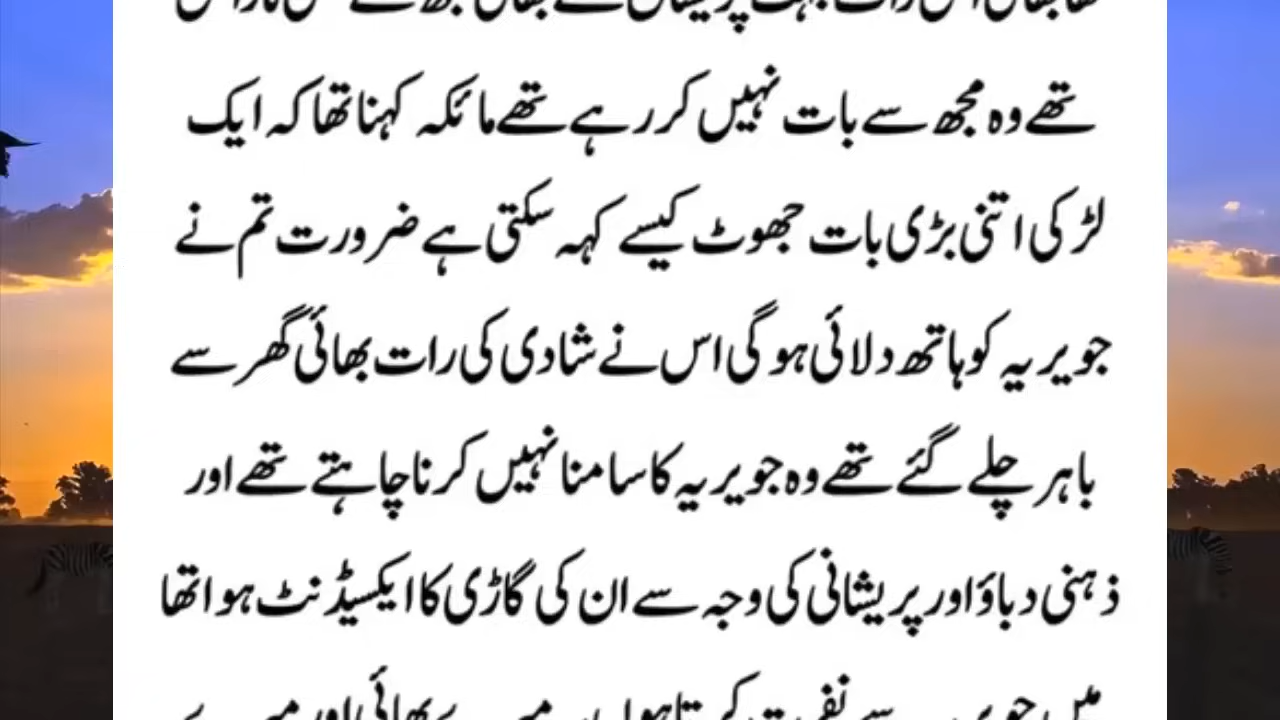 تھے وہ مجھ سے بات نہیں کر رہے تھے مائکہ کہنا تھا کہ ایک
لڑکی اتنی بڑی بات جھوٹ کیسے کہہ سکتی ہے ضرورت تم نے
جویریہ کو ہاتھ دلائی ہوگی اس نے شادی کی رات بھائی گھر سے
باہر چلے گئے تھے وہ جویریہ کا سامنا نہیں کرنا چاہتے تھے اور
ذہنی دباؤ اور پریشانی کی وجہ سے ان کی گاڑی کا ایکسیڈنٹ ہوا تھا